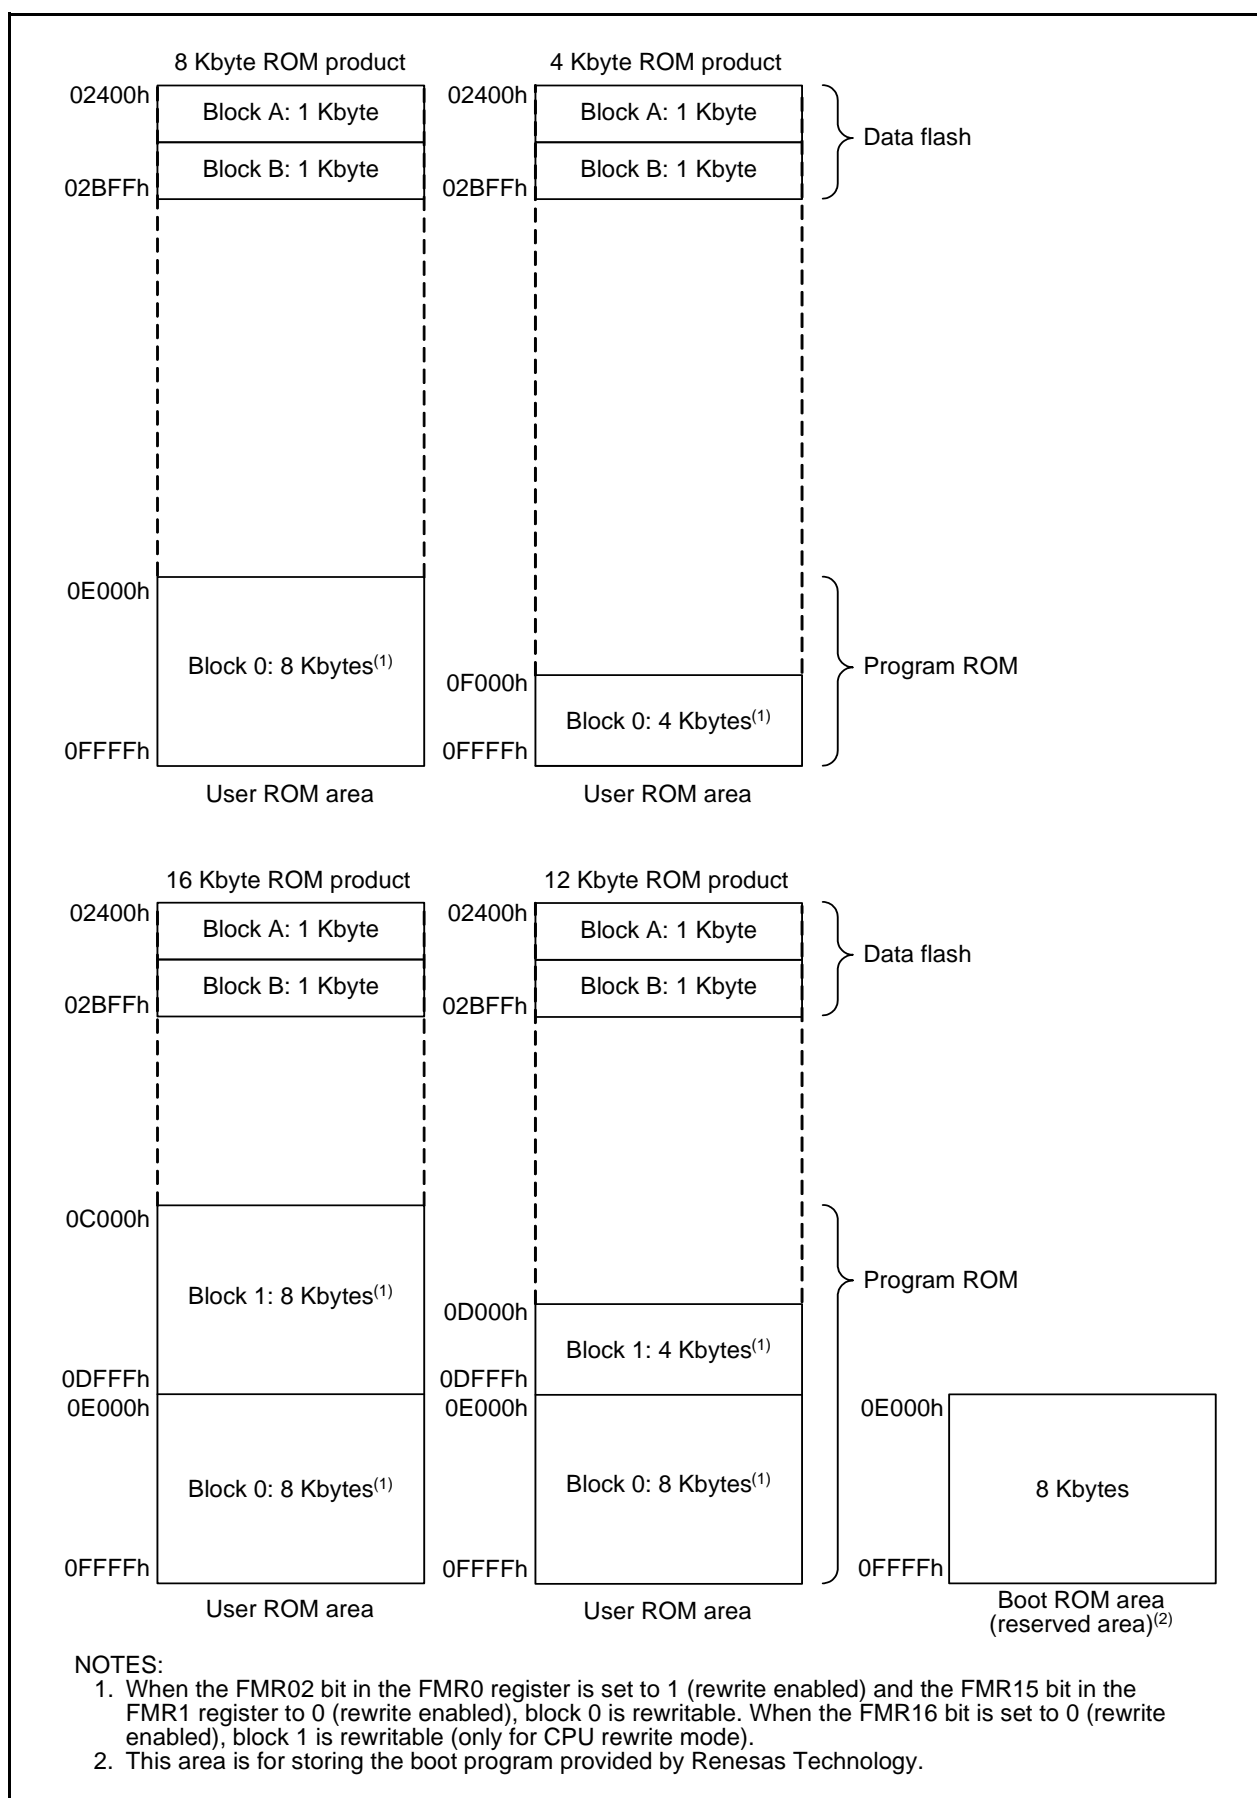 8 Kbyte ROM product
4 Kbyte ROM product
02400h
Block A: 1 Kbyte
02400h
Block A: 1 Kbyte
Data flash
Block B: 1 Kbyte
Block B: 1 Kbyte
02BFFh
02BFFh
0E000h
Block 0: 8 Kbytes(1)
Program ROM
0F000h
Block 0: 4 Kbytes(1)
0FFFFh
0FFFFh
User ROM area
User ROM area
16 Kbyte ROM product
12 Kbyte ROM product
02400h
Block A: 1 Kbyte
02400h
Block A: 1 Kbyte
Data flash
Block B: 1 Kbyte
Block B: 1 Kbyte
02BFFh
02BFFh
0C000h
Block 1: 8 Kbytes(1)
Program ROM
0D000h
Block 1: 4 Kbytes(1)
0DFFFh
0DFFFh
0E000h
0E000h
0E000h
Block 0: 8 Kbytes(1)
Block 0: 8 Kbytes(1)
8 Kbytes
0FFFFh
0FFFFh
0FFFFh
User ROM area
User ROM area
Boot ROM area
(reserved area)(2)
NOTES:
1. When the FMR02 bit in the FMR0 register is set to 1 (rewrite enabled) and the FMR15 bit in the
FMR1 register to 0 (rewrite enabled), block 0 is rewritable. When the FMR16 bit is set to 0 (rewrite
enabled), block 1 is rewritable (only for CPU rewrite mode).
2. This area is for storing the boot program provided by Renesas Technology.